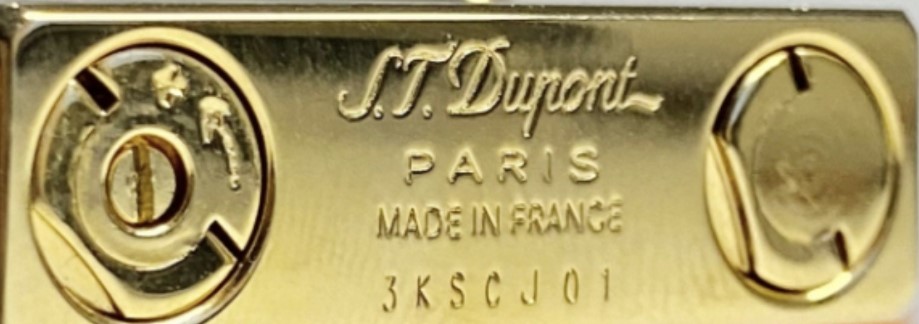 S.T. Dupont
PARIS
MADE IN FRANCE
3KSCJ01